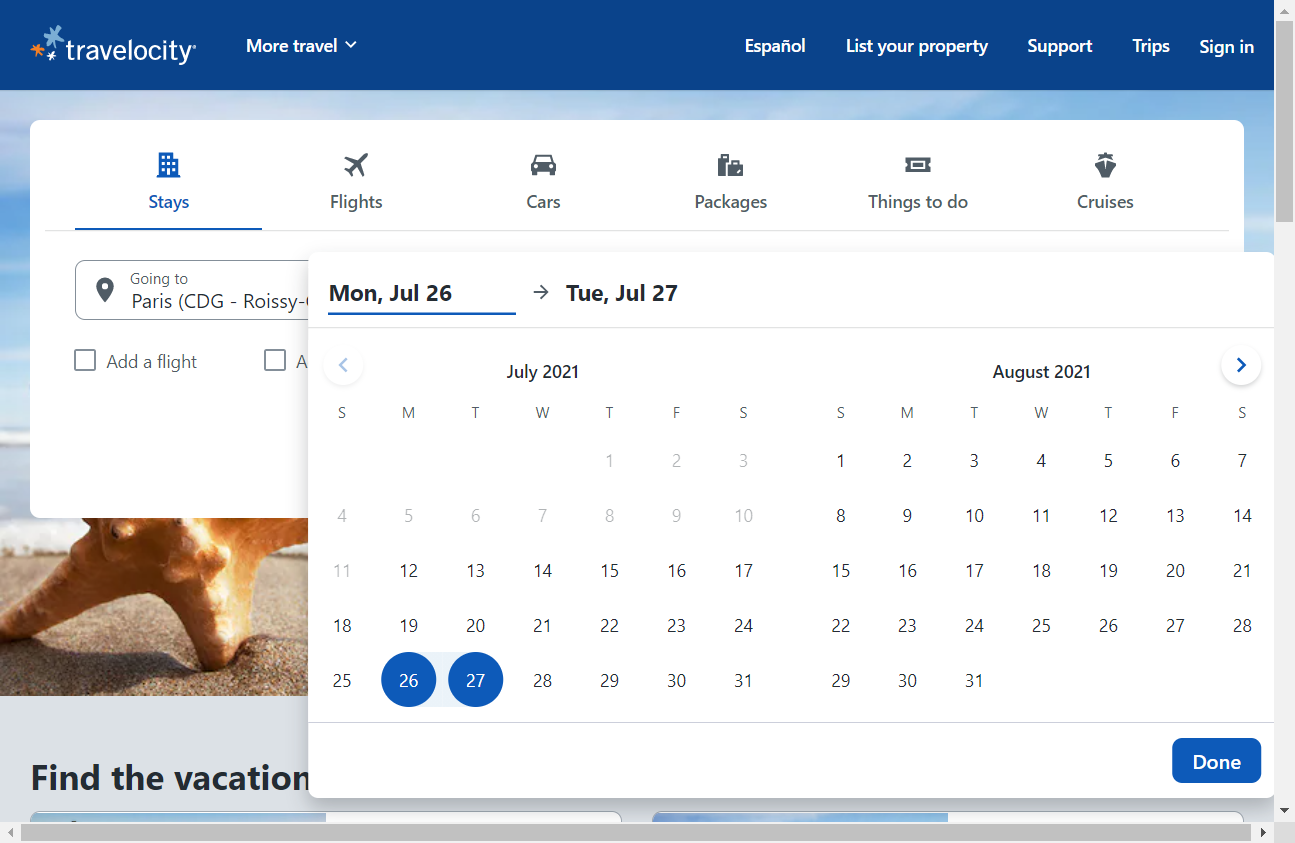 travelocity
More travel
Español
List your property
Support
Trips
Sign in
Stays
Flights
Cars
Packages
Things to do
Cruises
Going to
Paris (CDG - Roissy-
Add a flight
A
Mon, Jul 26
Tue, Jul 27
July 2021
S M T W T F S
1 2 3
4 5 6 7 8 9 10
11 12 13 14 15 16 17
18 19 20 21 22 23 24
25 26 27 28 29 30 31
August 2021
S M T W T F S
1 2 3 4 5 6 7
8 9 10 11 12 13 14
15 16 17 18 19 20 21
22 23 24 25 26 27 28
29 30 31
Done
Find the vacation